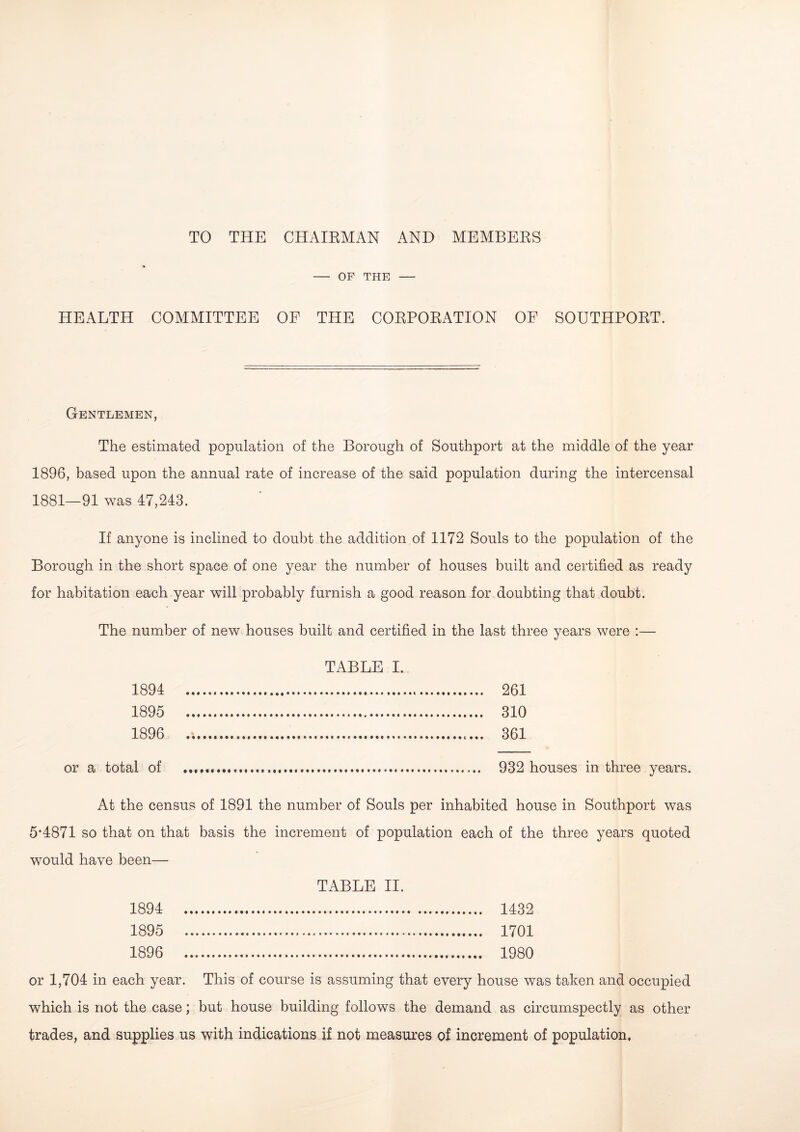 TO THE CHAIRMAN AND MEMBERS
— OF THE —
HEALTH COMMITTEE OF THE CORPORATION OF SOUTHPORT.
GENTLEMEN,
The estimated population of the Borough of Southport at the middle of the year
1896, based upon the annual rate of increase of the said population during the intercensal
1881—91 was 47,243.
If anyone is inclined to doubt the addition of 1172 Souls to the population of the
Borough in the short space of one year the number of houses built and certified as ready
for habitation each year will probably furnish a good reason for doubting that doubt.
The number of new houses built and certified in the last three years were :—
TABLE I.
1894 ........................................................ 261
1895 ........................................................ 310
1896 ........................................................ 361
or a total of ........................................................ 932 houses in three years.
At the census of 1891 the number of Souls per inhabited house in Southport was
5·4871 so that on that basis the increment of population each of the three years quoted
would have been—
TABLE II.
1894 ........................................................ 1432
1895 ........................................................ 1701
1896 ........................................................ 1980
or 1,704 in each year. This of course is assuming that every house was taken and occupied
which is not the case; but house building follows the demand as circumspectly as other
trades, and supplies us with indications if not measures of increment of population.